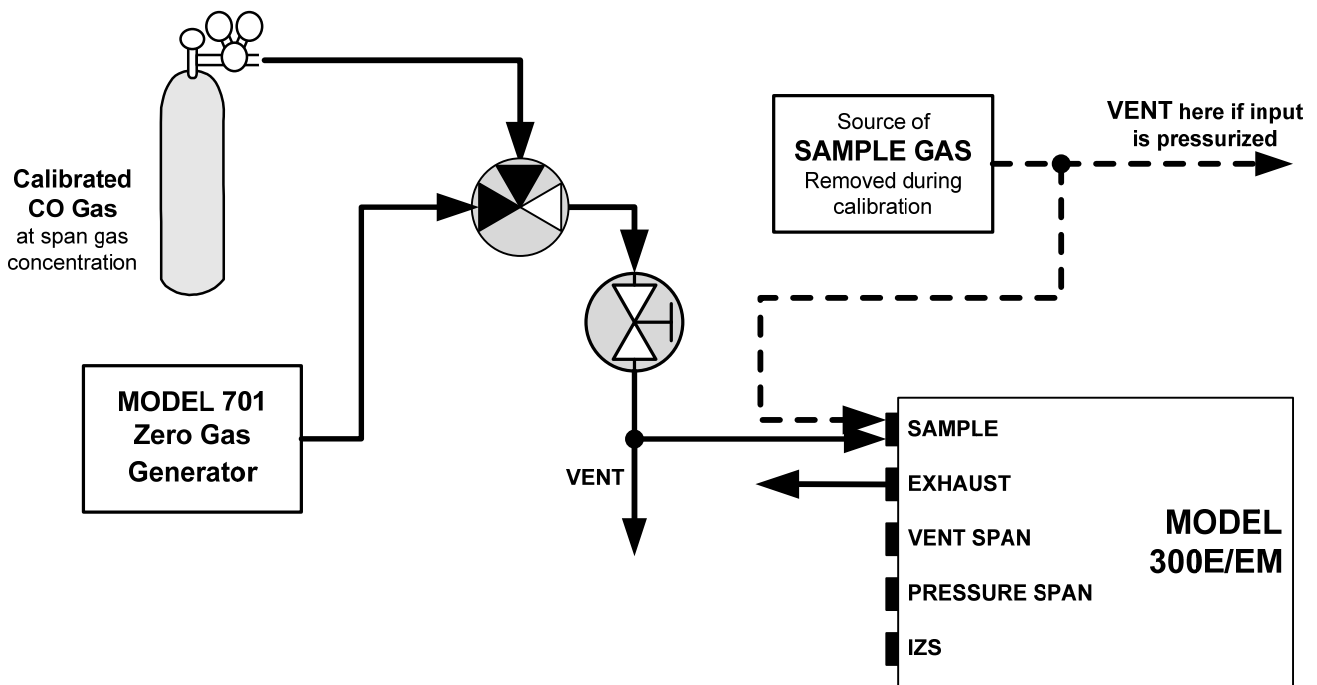 Calibrated
CO Gas
at span gas
concentration
MODEL 701
Zero Gas
Generator
VENT
Source of
SAMPLE GAS
Removed during
calibration
VENT here if input
is pressurized
SAMPLE
EXHAUST
VENT SPAN
PRESSURE SPAN
IZS
MODEL
300E/EM